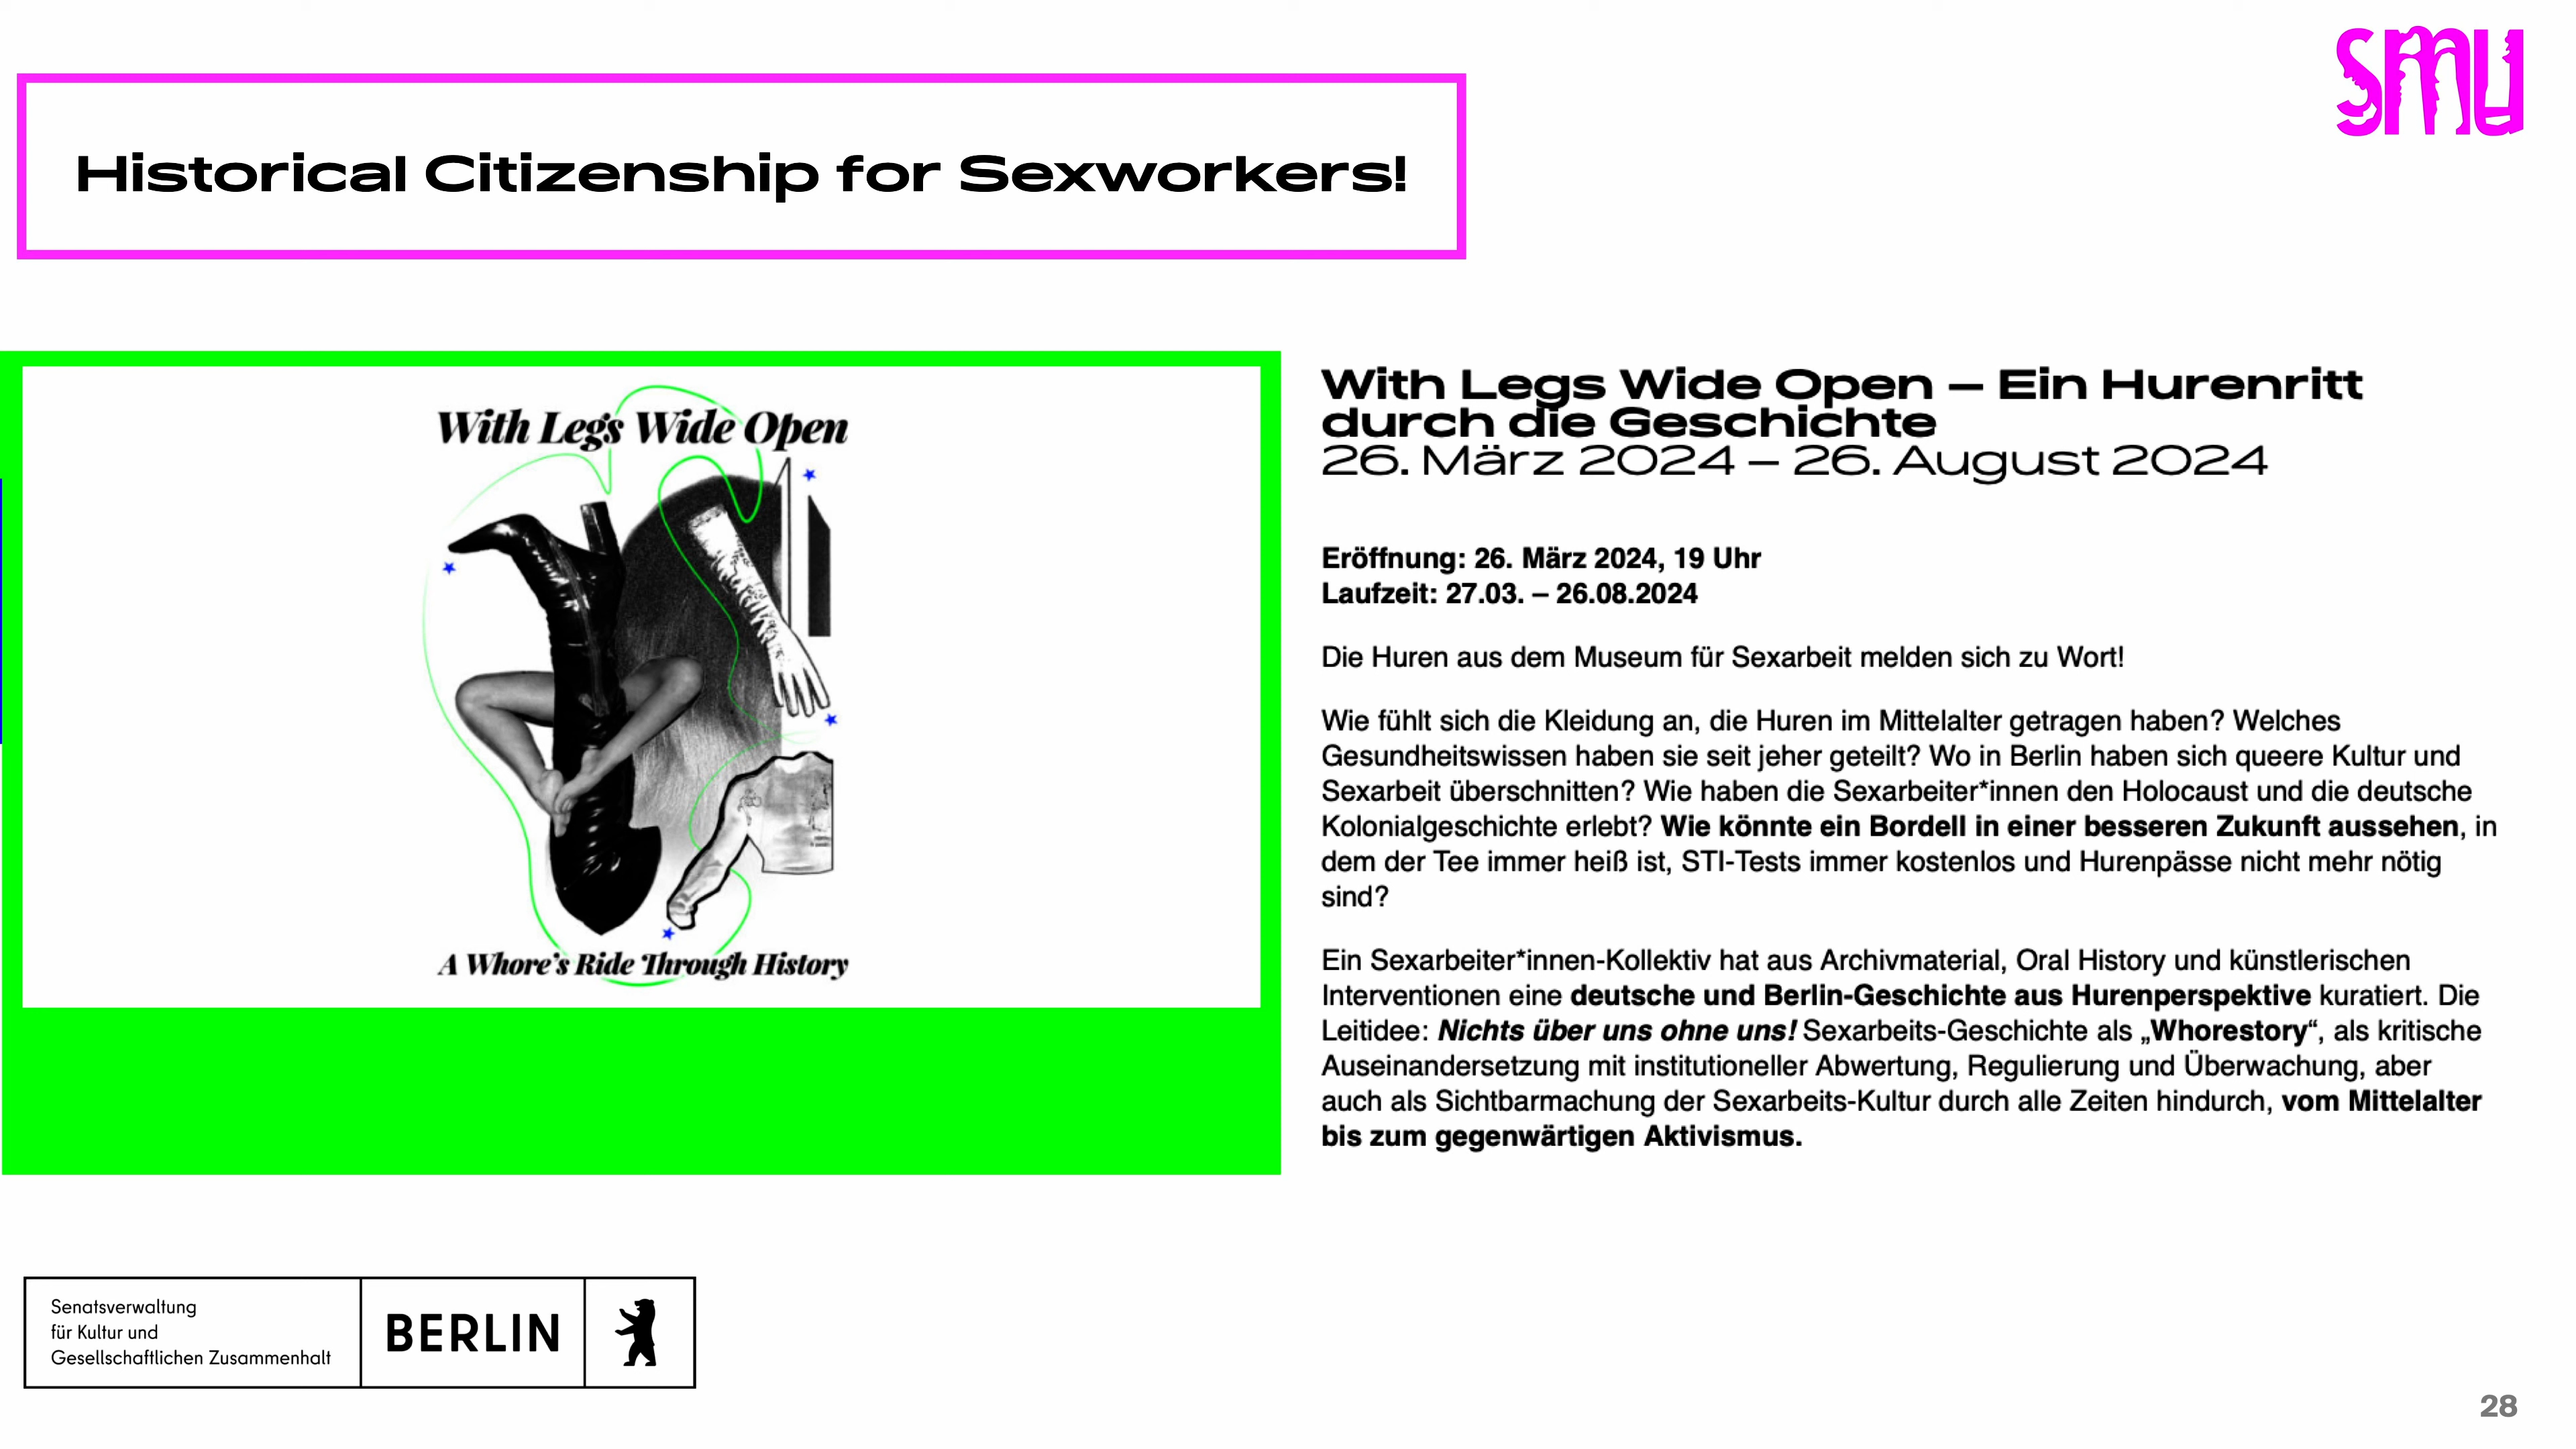 smu
Historical Citizenship for Sexworkers!
With Legs Wide Open
A Whore's Ride Through History
With Legs Wide Open – Ein Hurenritt
durch die Geschichte
26. März 2024 – 26. August 2024
Eröffnung: 26. März 2024, 19 Uhr
Laufzeit: 27.03. – 26.08.2024
Die Huren aus dem Museum für Sexarbeit melden sich zu Wort!
Wie fühlt sich die Kleidung an, die Huren im Mittelalter getragen haben? Welches
Gesundheitswissen haben sie seit jeher geteilt? Wo in Berlin haben sich queere Kultur und
Sexarbeit überschnitten? Wie haben die Sexarbeiter*innen den Holocaust und die deutsche
Kolonialgeschichte erlebt? Wie könnte ein Bordell in einer besseren Zukunft aussehen, in
dem der Tee immer heiß ist, STI-Tests immer kostenlos und Hurenpässe nicht mehr nötig
sind?
Ein Sexarbeiter*innen-Kollektiv hat aus Archivmaterial, Oral History und künstlerischen
Interventionen eine deutsche und Berlin-Geschichte aus Hurenperspektive kuratiert. Die
Leitidee: Nichts über uns ohne uns! Sexarbeits-Geschichte als „Whorestory“, als kritische
Auseinandersetzung mit institutioneller Abwertung, Regulierung und Überwachung, aber
auch als Sichtbarmachung der Sexarbeits-Kultur durch alle Zeiten hindurch, vom Mittelalter
bis zum gegenwärtigen Aktivismus.
Senatsverwaltung
für Kultur und
Gesellschaftlichen Zusammenhalt
BERLIN
28